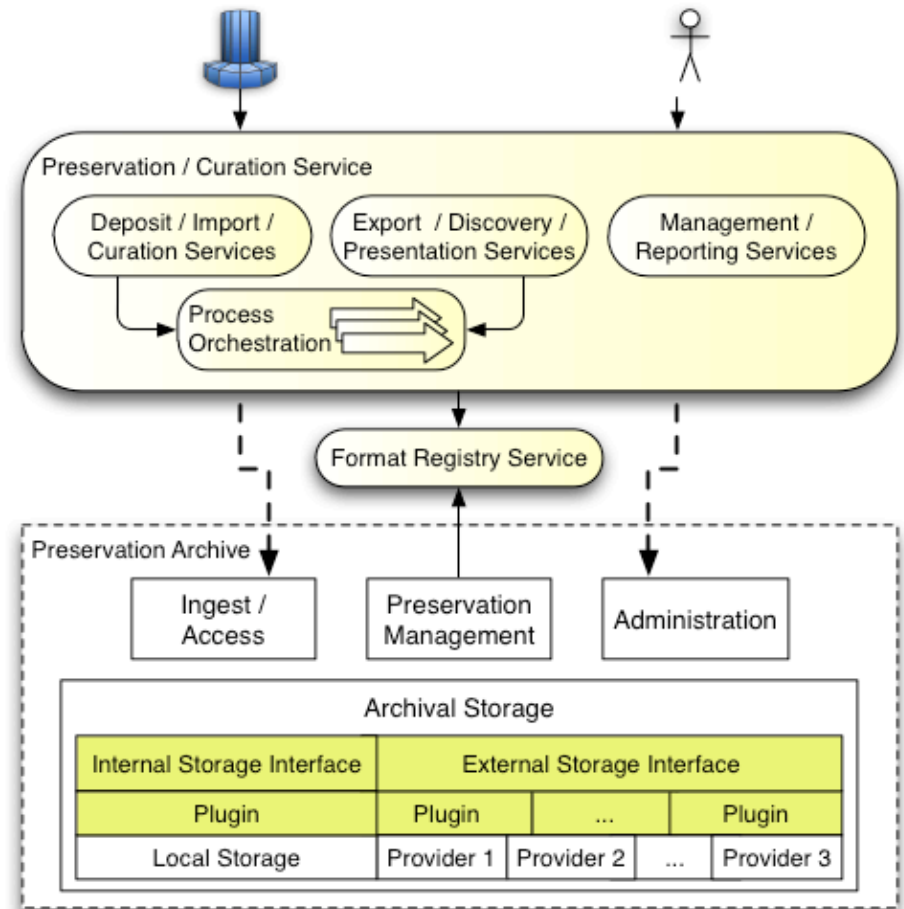 Preservation / Curation Service
Deposit / Import /
Curation Services
Export / Discovery /
Presentation Services
Management /
Reporting Services
Process
Orchestration
Format Registry Service
Preservation Archive
Ingest /
Access
Preservation
Management
Administration
Archival Storage
Internal Storage Interface
External Storage Interface
Plugin
Plugin
...
Plugin
Local Storage
Provider 1
Provider 2
...
Provider 3